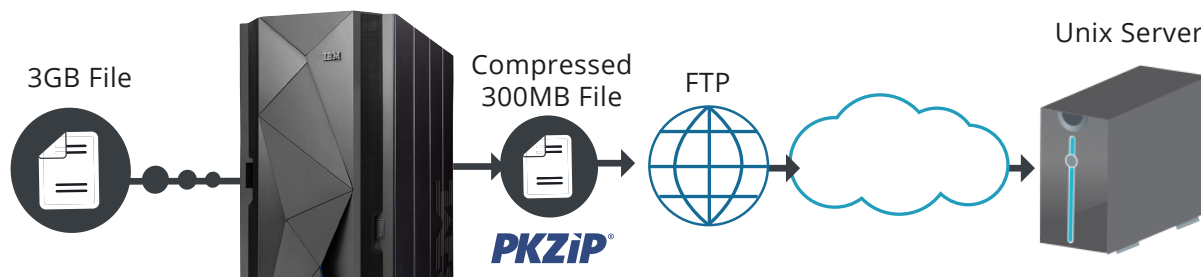 3GB File
IBM
Compressed
300MB File
PKZiP®
FTP
Unix Server